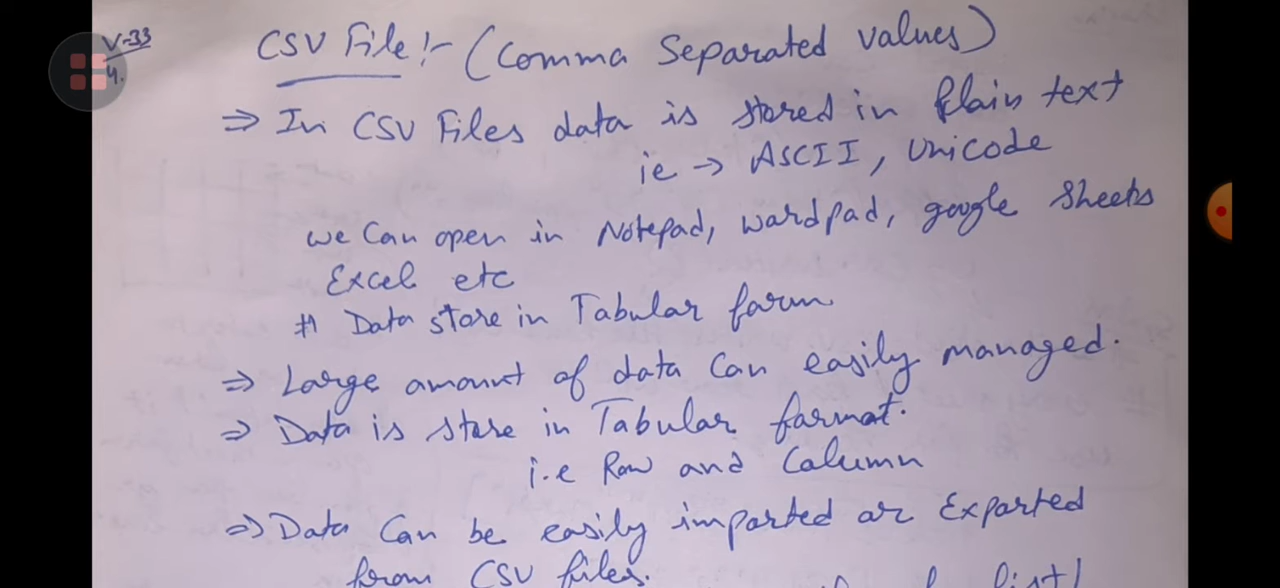 V-33
4.
CSV File:- (Comma Separated values)
⇒ In CSV Files data is stored in plain text
ie → ASCII, Unicode
we Can open in Notepad, wordpad, google Sheets
Excel etc
# Data store in Tabular form
⇒ Large amount of data Can easily managed.
⇒ Data is store in Tabular format.
i.e Row and Column
⇒ Data Can be easily imported or Exported
from CSV files.